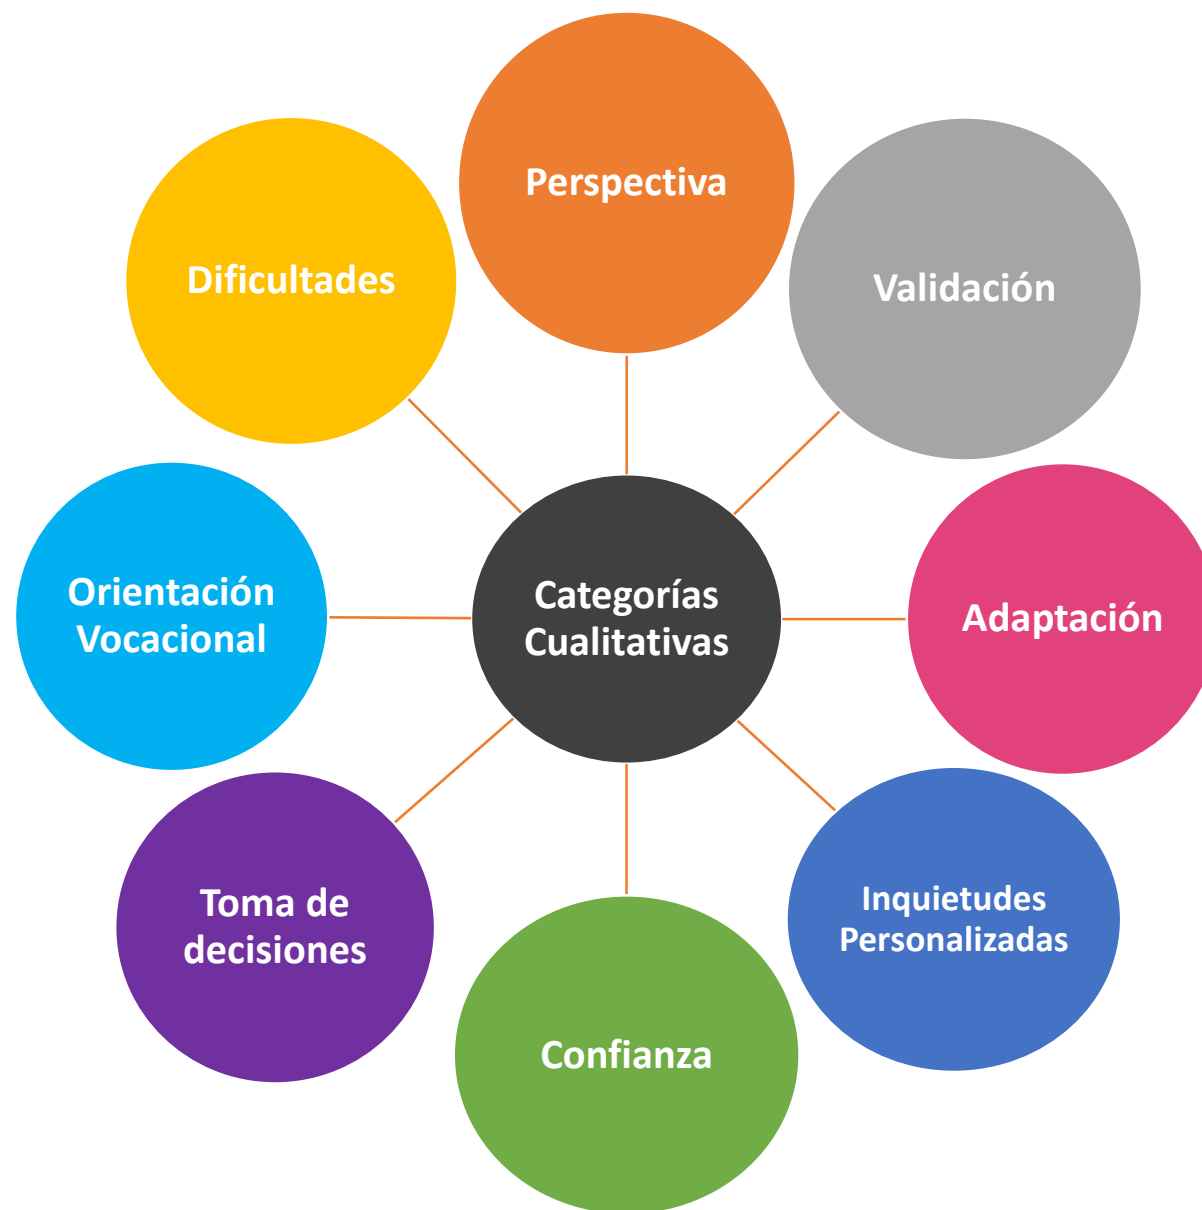 Perspectiva
Dificultades
Validación
Orientación
Vocacional
Categorías
Cualitativas
Adaptación
Toma de
decisiones
Inquietudes
Personalizadas
Confianza